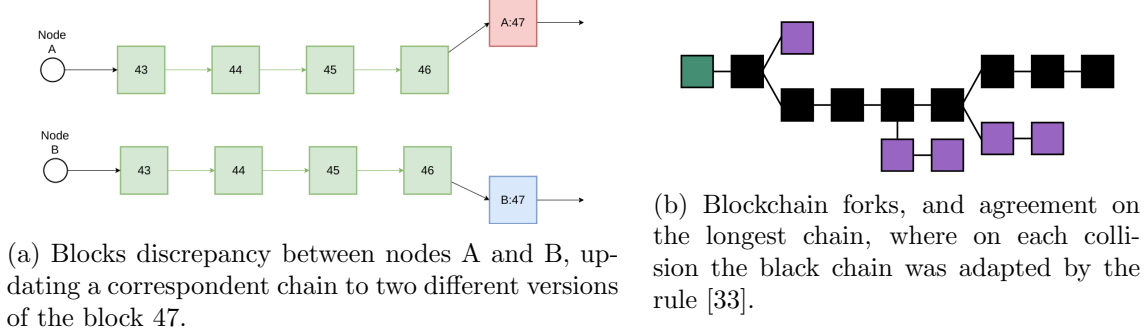 Node
A
43
44
45
46
A:47
Node
B
43
44
45
46
B:47
(a) Blocks discrepancy between nodes A and B, up-
dating a correspondent chain to two different versions
of the block 47.
(b) Blockchain forks, and agreement on
the longest chain, where on each colli-
sion the black chain was adapted by the
rule [33].